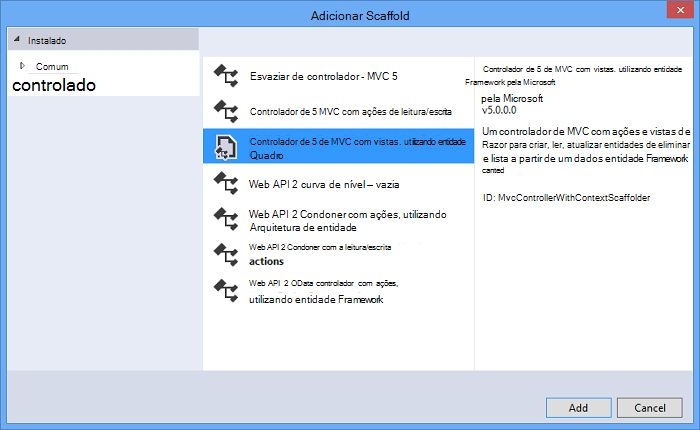 Adicionar Scaffold
Instalado
Comum
controlado
Esvaziar de controlador - MVC 5
Controlador de 5 MVC com ações de leitura/escrita
Controlador de 5 de MVC com vistas. utilizando entidade
Quadro
Web API 2 curva de nível – vazia
Web API 2 Condoner com ações, utilizando
Arquitetura de entidade
Web API 2 Condoner com a leitura/escrita
actions
Web API 2 OData controlador com ações,
utilizando entidade Framework
Controlador de 5 de MVC com vistas. utilizando entidade
Framework pela Microsoft
pela Microsoft
v5.0.0.0
Um controlador de MVC com ações e vistas de
Razor para criar, ler, atualizar entidades de eliminar
e lista a partir de um dados entidade Framework
canted
ID: MvcControllerWithContextScaffolder
Add
Cancel